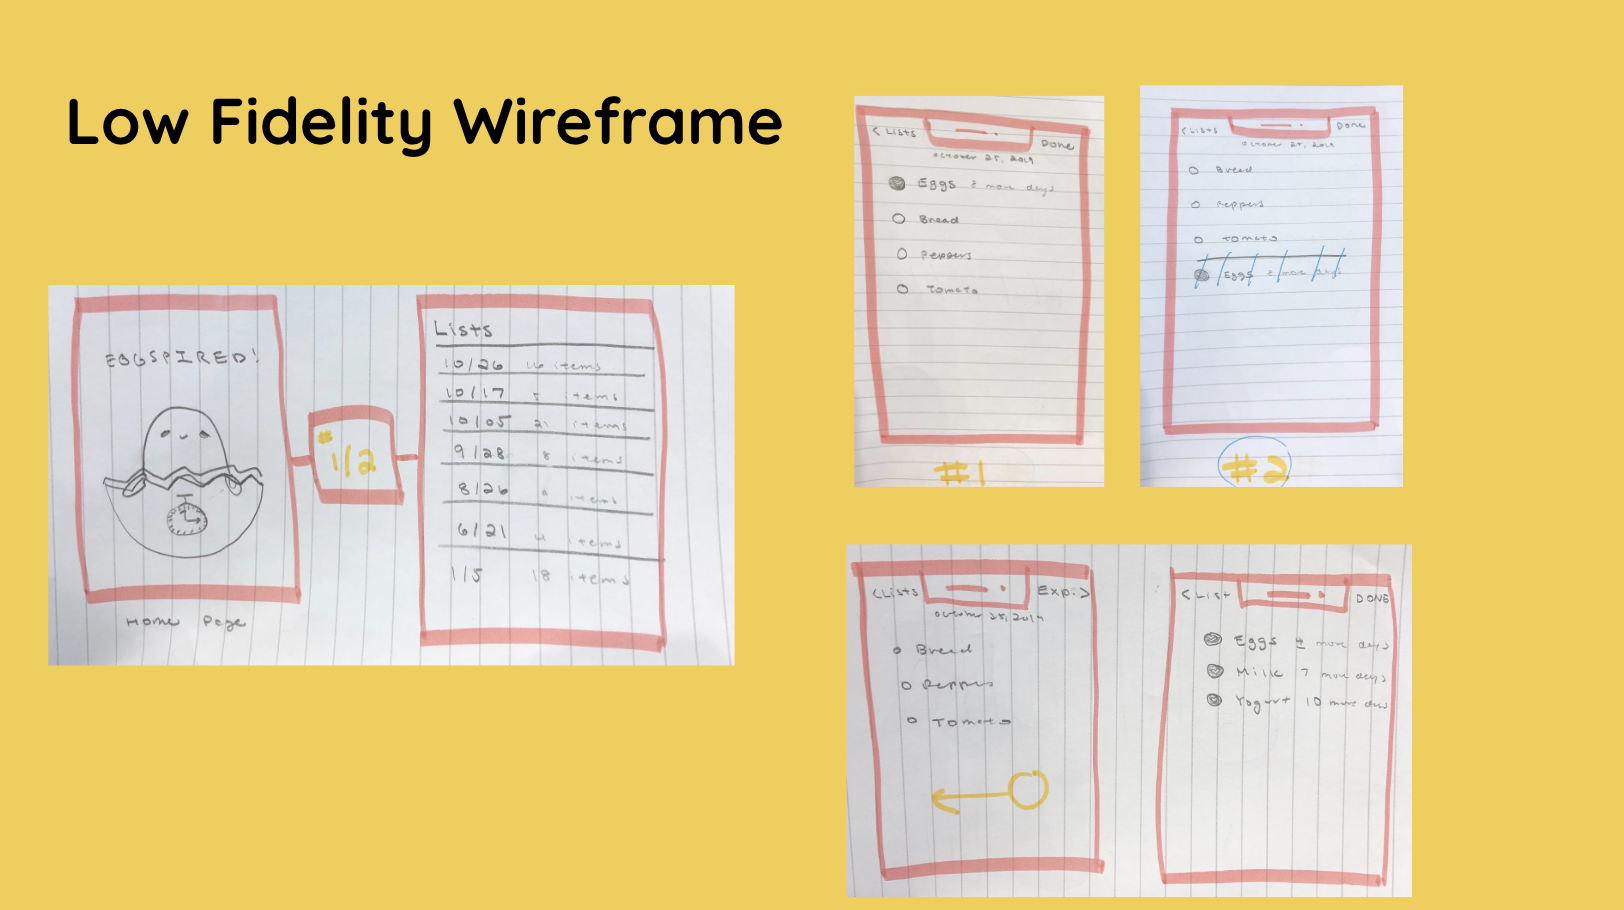 Low Fidelity Wireframe
EGGSPIRED!
Home Page
# 1/2
Lists
10/26 16 items
10/17 items
10/05 21 items
9/28 8 items
8/26 items
6/21 items
1/5 18 items
< Lists Done
October 25, 2019
Eggs 2 more days
Bread
Peppers
Tomato
#1
< Lists Done
October 25, 2019
Bread
Peppers
Tomato
Eggs 2 more days
#2
< Lists Exp. >
October 25, 2019
Bread
Peppers
Tomato
< List DONE
Eggs 4 more days
Milk 7 more days
Yogurt 10 more days